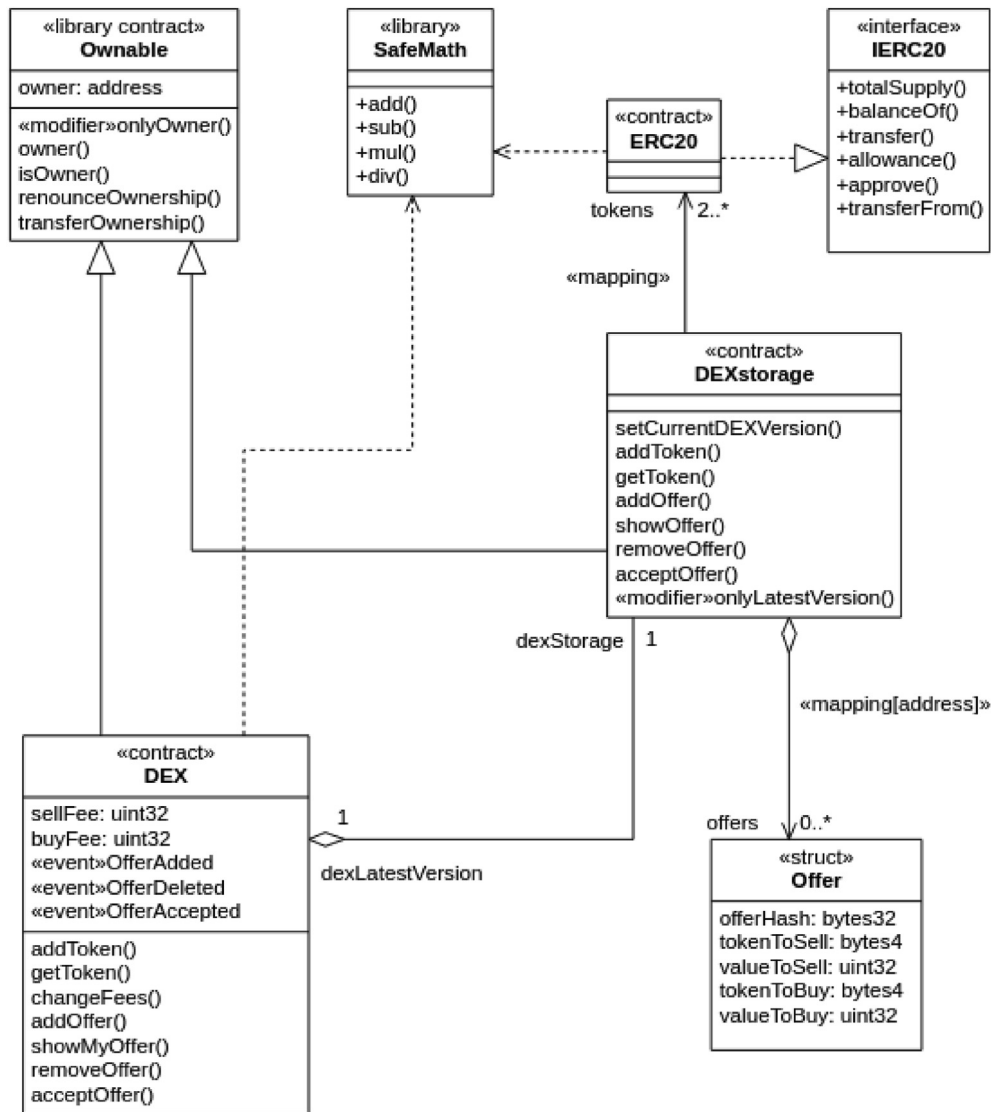 «library contract»
Ownable
owner: address
«modifier»onlyOwner()
owner()
isOwner()
renounceOwnership()
transferOwnership()
«library»
SafeMath
+add()
+sub()
+mul()
+div()
«contract»
ERC20
tokens 2..*
«interface»
IERC20
+totalSupply()
+balanceOf()
+transfer()
+allowance()
+approve()
+transferFrom()
«mapping»
«contract»
DEXstorage
setCurrentDEXVersion()
addToken()
getToken()
addOffer()
showOffer()
removeOffer()
acceptOffer()
«modifier»onlyLatestVersion()
dexStorage 1
«mapping[address]»
«contract»
DEX
sellFee: uint32
buyFee: uint32
«event»OfferAdded
«event»OfferDeleted
«event»OfferAccepted
addToken()
getToken()
changeFees()
addOffer()
showMyOffer()
removeOffer()
acceptOffer()
1
dexLatestVersion
offers 0..*
«struct»
Offer
offerHash: bytes32
tokenToSell: bytes4
valueToSell: uint32
tokenToBuy: bytes4
valueToBuy: uint32